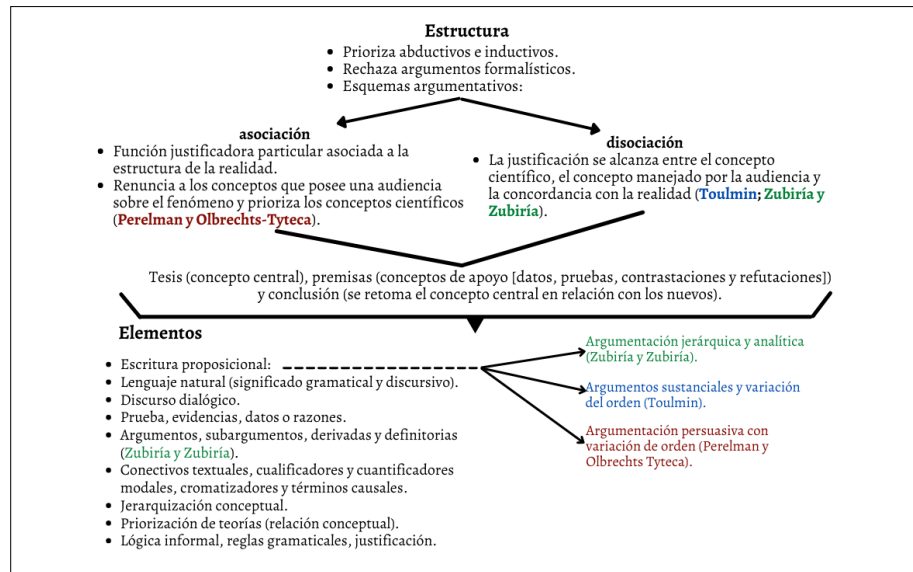 Estructura
• Prioriza abductivos e inductivos.
• Rechaza argumentos formalísticos.
• Esquemas argumentativos:
asociación
• Función justificadora particular asociada a la
estructura de la realidad.
• Renuncia a los conceptos que posee una audiencia
sobre el fenómeno y prioriza los conceptos científicos
(Perelman y Olbrechts-Tyteca).
disociación
• La justificación se alcanza entre el concepto
científico, el concepto manejado por la audiencia y
la concordancia con la realidad (Toulmin; Zubiría y
Zubiría).
Tesis (concepto central), premisas (conceptos de apoyo [datos, pruebas, contrastaciones y refutaciones])
y conclusión (se retoma el concepto central en relación con los nuevos).
Elementos
• Escritura proposicional:
• Lenguaje natural (significado gramatical y discursivo).
• Discurso dialógico.
• Prueba, evidencias, datos o razones.
• Argumentos, subargumentos, derivadas y definitorias
(Zubiría y Zubiría).
• Conectivos textuales, cualificadores y cuantificadores
modales, cromatizadores y términos causales.
• Jerarquización conceptual.
• Priorización de teorías (relación conceptual).
• Lógica informal, reglas gramaticales, justificación.
Argumentación jerárquica y analítica
(Zubiría y Zubiría).
Argumentos sustanciales y variación
del orden (Toulmin).
Argumentación persuasiva con
variación de orden (Perelman y
Olbrechts Tyteca).